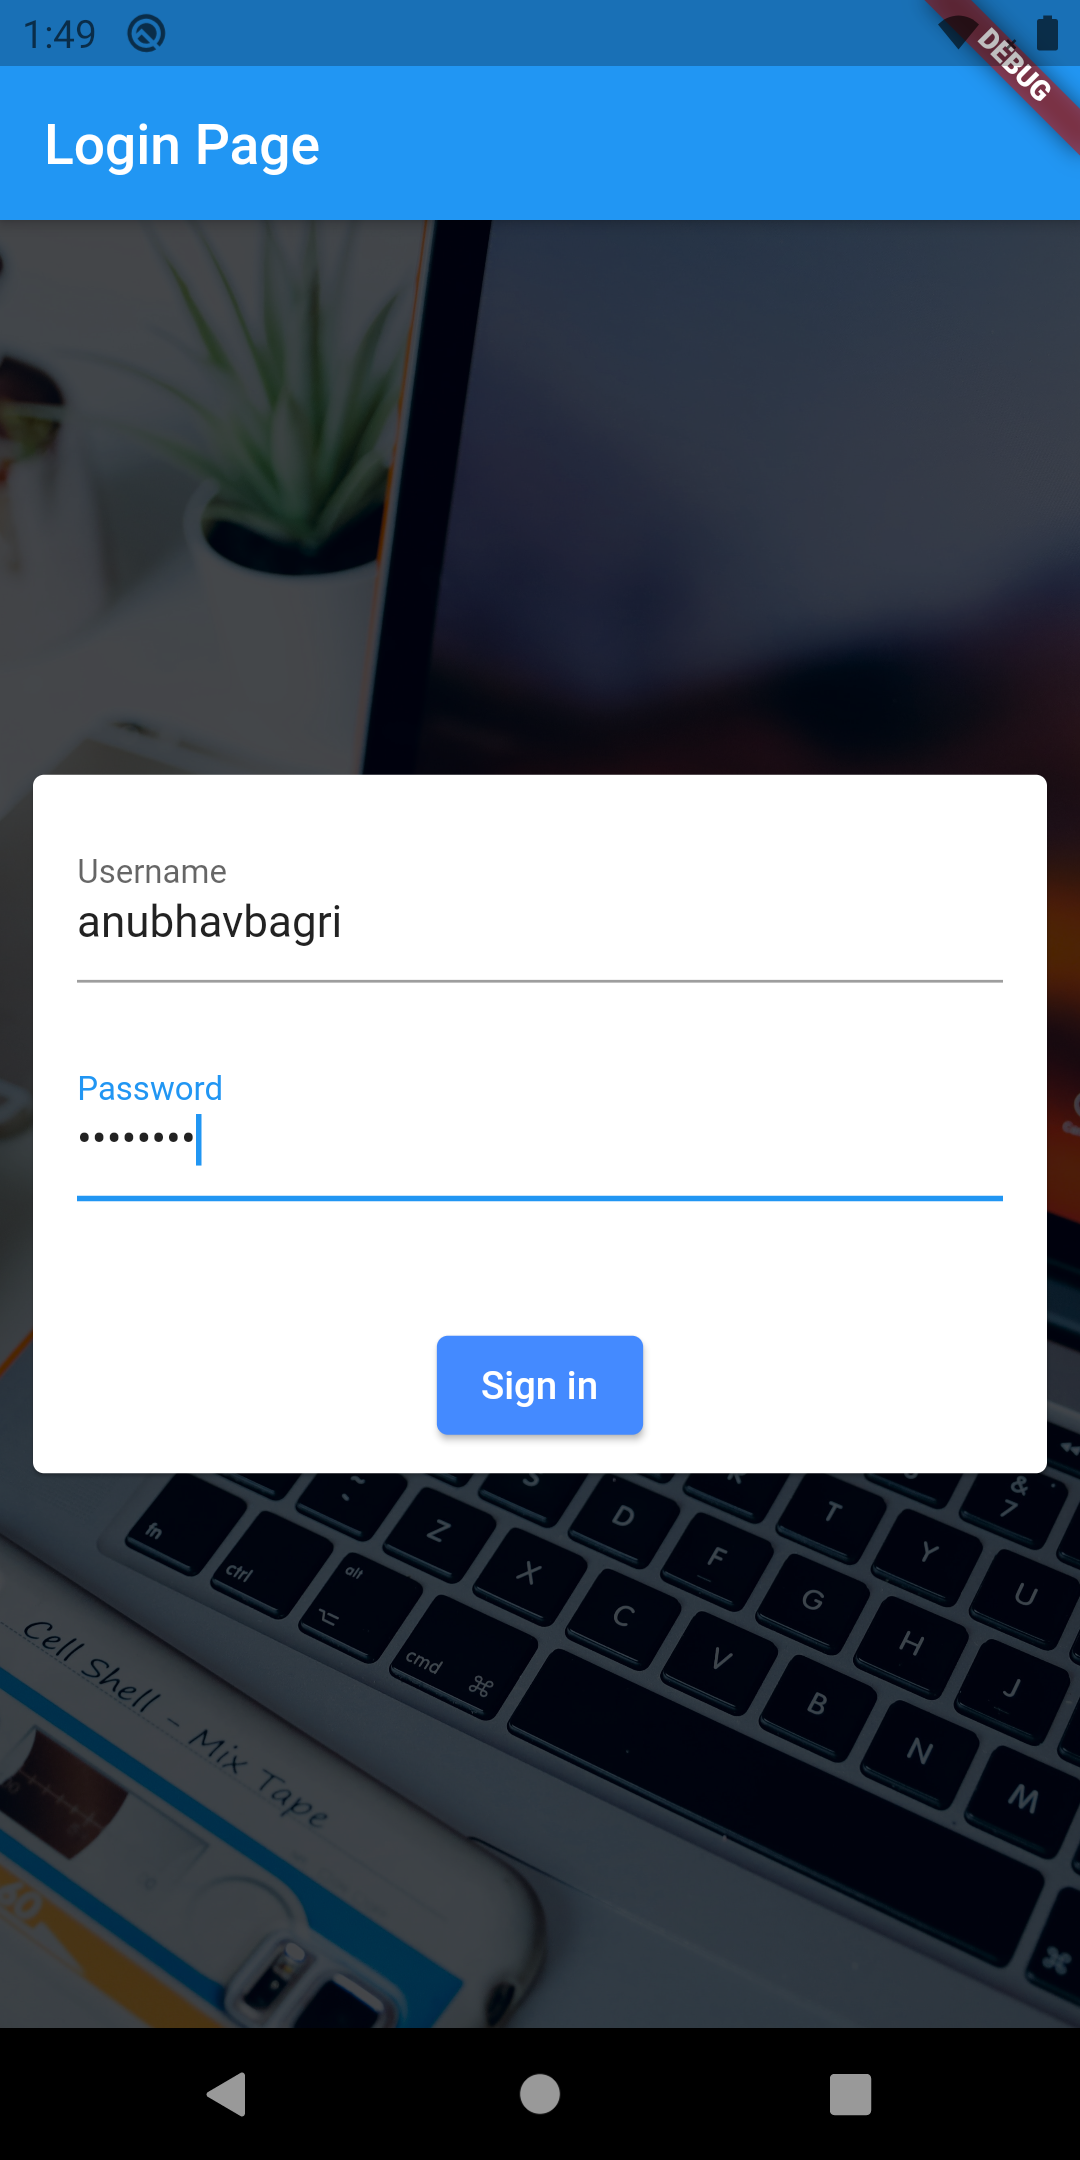 1:49
DEBUG
Login Page
Username
anubhavbagri
Password
••••••••
Sign in
& 7
fn
~
Z
S
D
R
T
ctrl
alt
X
F
G
Y
U
cmd ⌘
C
V
H
J
B
N
M
⌘
Cell Shell - Mix Tape
40